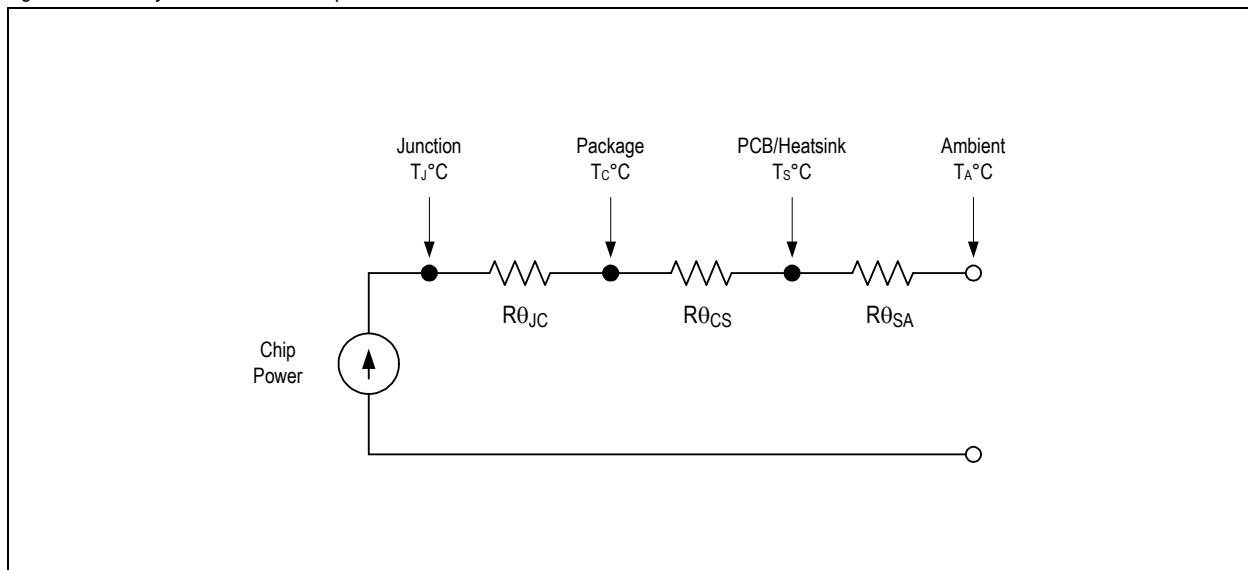 Junction
TJ°C
Package
TC°C
PCB/Heatsink
TS°C
Ambient
TA°C
RθJC
RθCS
RθSA
Chip
Power